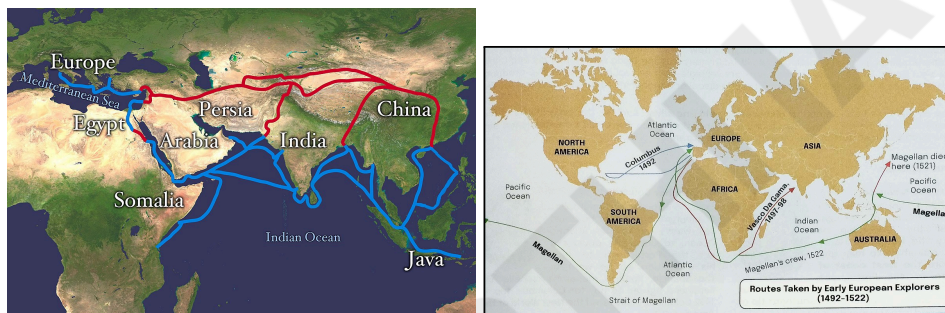 Europe
Mediterranean Sea
Egypt
Persia
China
Arabia
India
Somalia
Indian Ocean
Java
NORTH
AMERICA
Atlantic
Ocean
EUROPE
ASIA
Columbus
1492
Magellan died
here (1521)
Pacific
Ocean
Pacific
Ocean
AFRICA
SOUTH
AMERICA
Vasco Da Gama,
1497-98
Indian
Ocean
Magellan
Magella
AUSTRALIA
Atlantic
Ocean
Magellan's crew, 1522
Strait of Magellan
Routes Taken by Early European Explorers
(1492-1522)